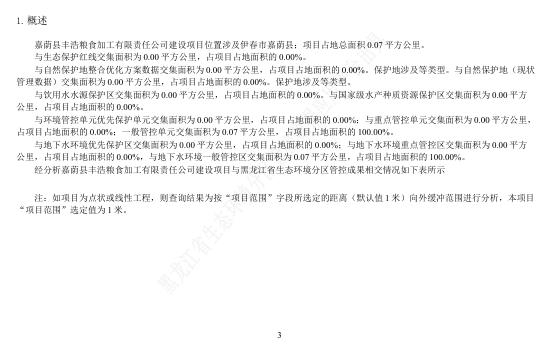 1. 概述
嘉荫县丰浩粮食加工有限责任公司建设项目位置涉及伊春市嘉荫县；项目占地总面积 0.07 平方公里。
与生态保护红线交集面积为 0.00 平方公里，占项目占地面积的 0.00%。
与自然保护地整合优化方案数据交集面积为 0.00 平方公里，占项目占地面积的 0.00%。保护地涉及等类型。与自然保护地（现状
管理数据）交集面积为 0.00 平方公里，占项目占地面积的 0.00%。保护地涉及等类型。
与饮用水水源保护区交集面积为 0.00 平方公里，占项目占地面积的 0.00%。与国家级水产种质资源保护区交集面积为 0.00 平方
公里，占项目占地面积的 0.00%。
与环境管控单元优先保护单元交集面积为 0.00 平方公里，占项目占地面积的 0.00%；与重点管控单元交集面积为 0.00 平方公里，
占项目占地面积的 0.00%；一般管控单元交集面积为 0.07 平方公里，占项目占地面积的 100.00%。
与地下水环境优先保护区交集面积为 0.00 平方公里，占项目占地面积的 0.00%；与地下水环境重点管控区交集面积为 0.00 平方
公里，占项目占地面积的 0.00%，与地下水环境一般管控区交集面积为 0.07 平方公里，占项目占地面积的 100.00%。
经分析嘉荫县丰浩粮食加工有限责任公司建设项目与黑龙江省生态环境分区管控成果相交情况如下表所示
注：如项目为点状或线性工程，则查询结果为按“项目范围”字段所选定的距离（默认值 1 米）向外缓冲范围进行分析，本项目
“项目范围”选定值为 1 米。
黑龙江省生态环境分
3